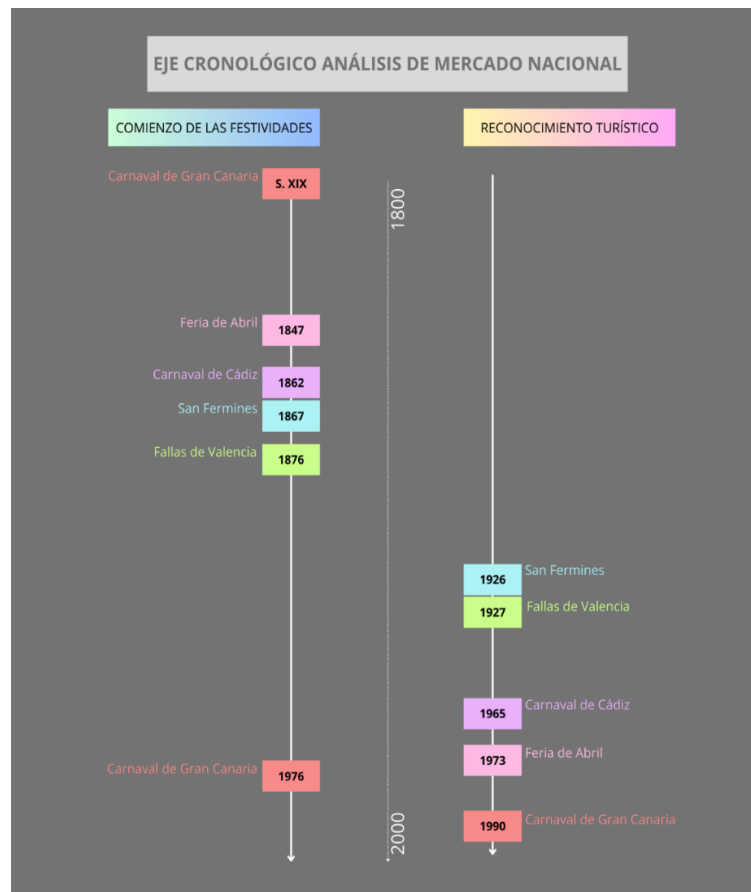 EJE CRONOLÓGICO ANÁLISIS DE MERCADO NACIONAL
COMIENZO DE LAS FESTIVIDADES
RECONOCIMIENTO TURÍSTICO
Carnaval de Gran Canaria
S. XIX
1800
Feria de Abril
1847
Carnaval de Cádiz
1862
San Fermines
1867
Fallas de Valencia
1876
1926
San Fermines
1927
Fallas de Valencia
1965
Carnaval de Cádiz
1973
Feria de Abril
Carnaval de Gran Canaria
1976
1990
Carnaval de Gran Canaria
2000